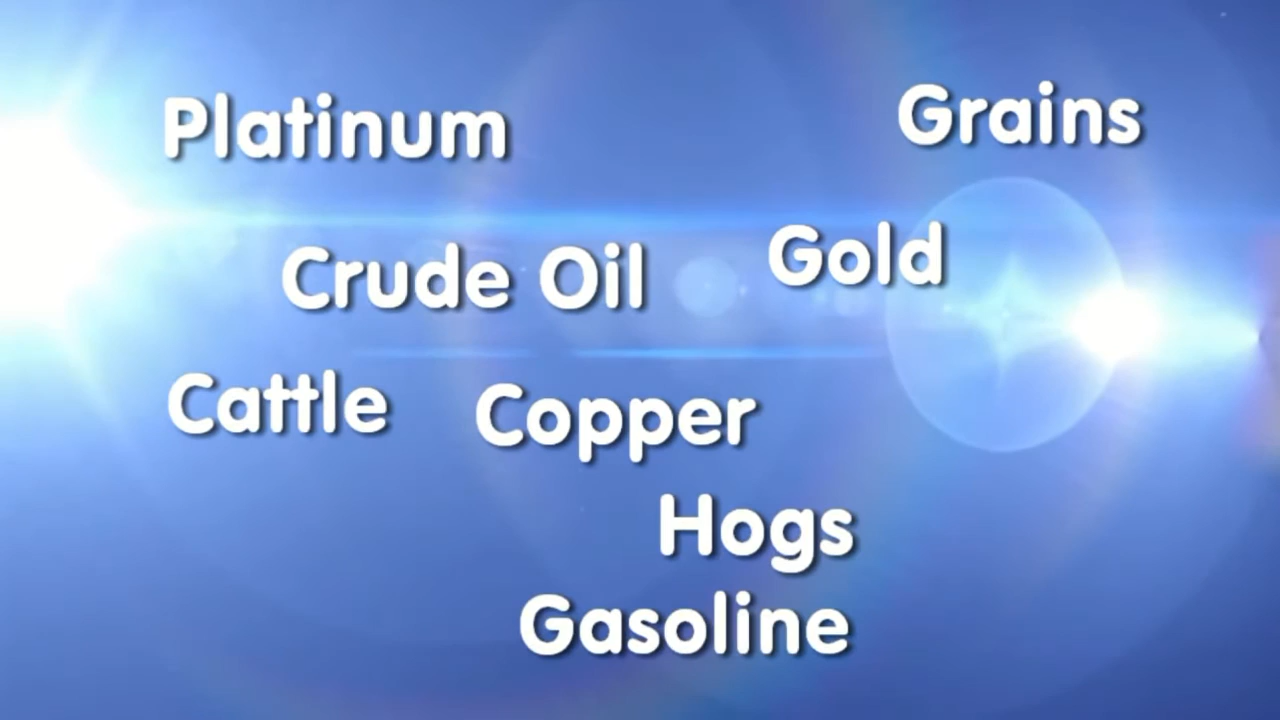 Platinum
Grains
Crude Oil
Gold
Cattle
Copper
Hogs
Gasoline